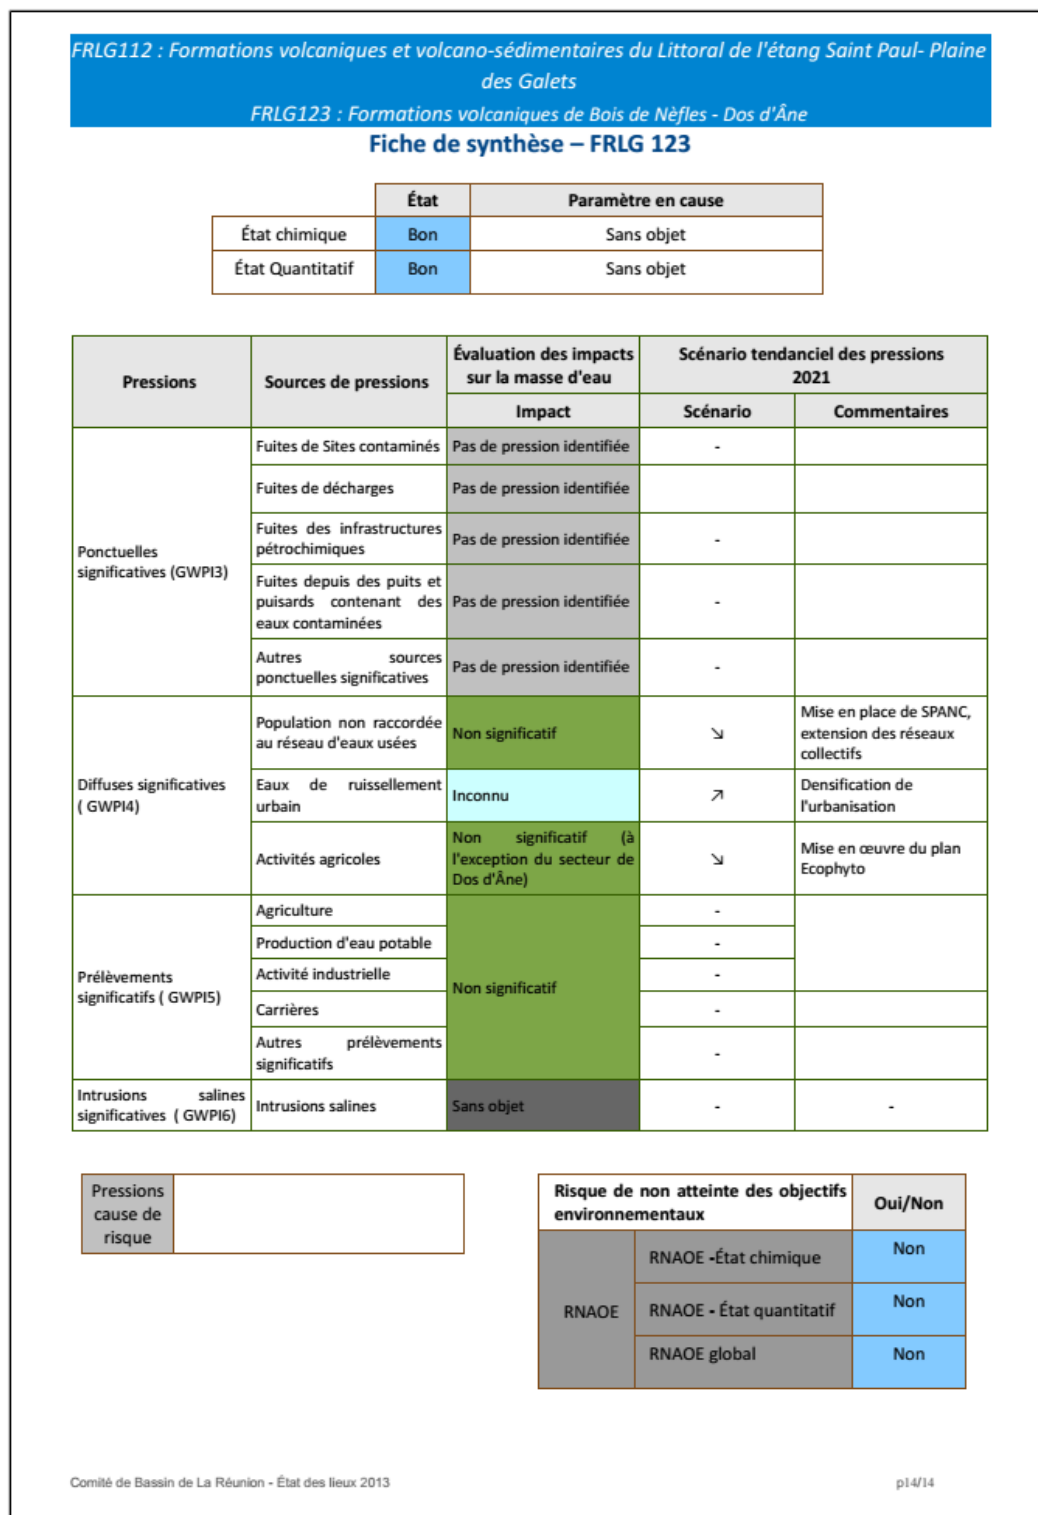 FRLG112 : Formations volcaniques et volcano-sédimentaires du Littoral de l'étang Saint Paul- Plaine
des Galets
FRLG123 : Formations volcaniques de Bois de Nèfles - Dos d'Âne
Fiche de synthèse – FRLG 123
État
Paramètre en cause
État chimique
Bon
Sans objet
État Quantitatif
Bon
Sans objet
Pressions
Sources de pressions
Évaluation des impacts
sur la masse d'eau
Scénario tendanciel des pressions
2021
Impact
Scénario
Commentaires
Ponctuelles
significatives (GWPI3)
Fuites de Sites contaminés
Pas de pression identifiée
-
Fuites de décharges
Pas de pression identifiée
Fuites des infrastructures
pétrochimiques
Pas de pression identifiée
-
Fuites depuis des puits et
puisards contenant des
eaux contaminées
Pas de pression identifiée
-
Autres sources
ponctuelles significatives
Pas de pression identifiée
-
Diffuses significatives
( GWPI4)
Population non raccordée
au réseau d'eaux usées
Non significatif
↘
Mise en place de SPANC,
extension des réseaux
collectifs
Eaux de ruissellement
urbain
Inconnu
↗
Densification de
l'urbanisation
Activités agricoles
Non significatif (à
l'exception du secteur de
Dos d'Âne)
↘
Mise en œuvre du plan
Ecophyto
Prélèvements
significatifs ( GWPI5)
Agriculture
-
Production d'eau potable
-
Activité industrielle
-
Non significatif
Carrières
-
Autres prélèvements
significatifs
-
Intrusions salines
significatives ( GWPI6)
Intrusions salines
Sans objet
-
-
Pressions
cause de
risque
Risque de non atteinte des objectifs
environnementaux
Oui/Non
RNAOE
RNAOE -État chimique
Non
RNAOE - État quantitatif
Non
RNAOE global
Non
Comité de Bassin de La Réunion - État des lieux 2013
p14/14